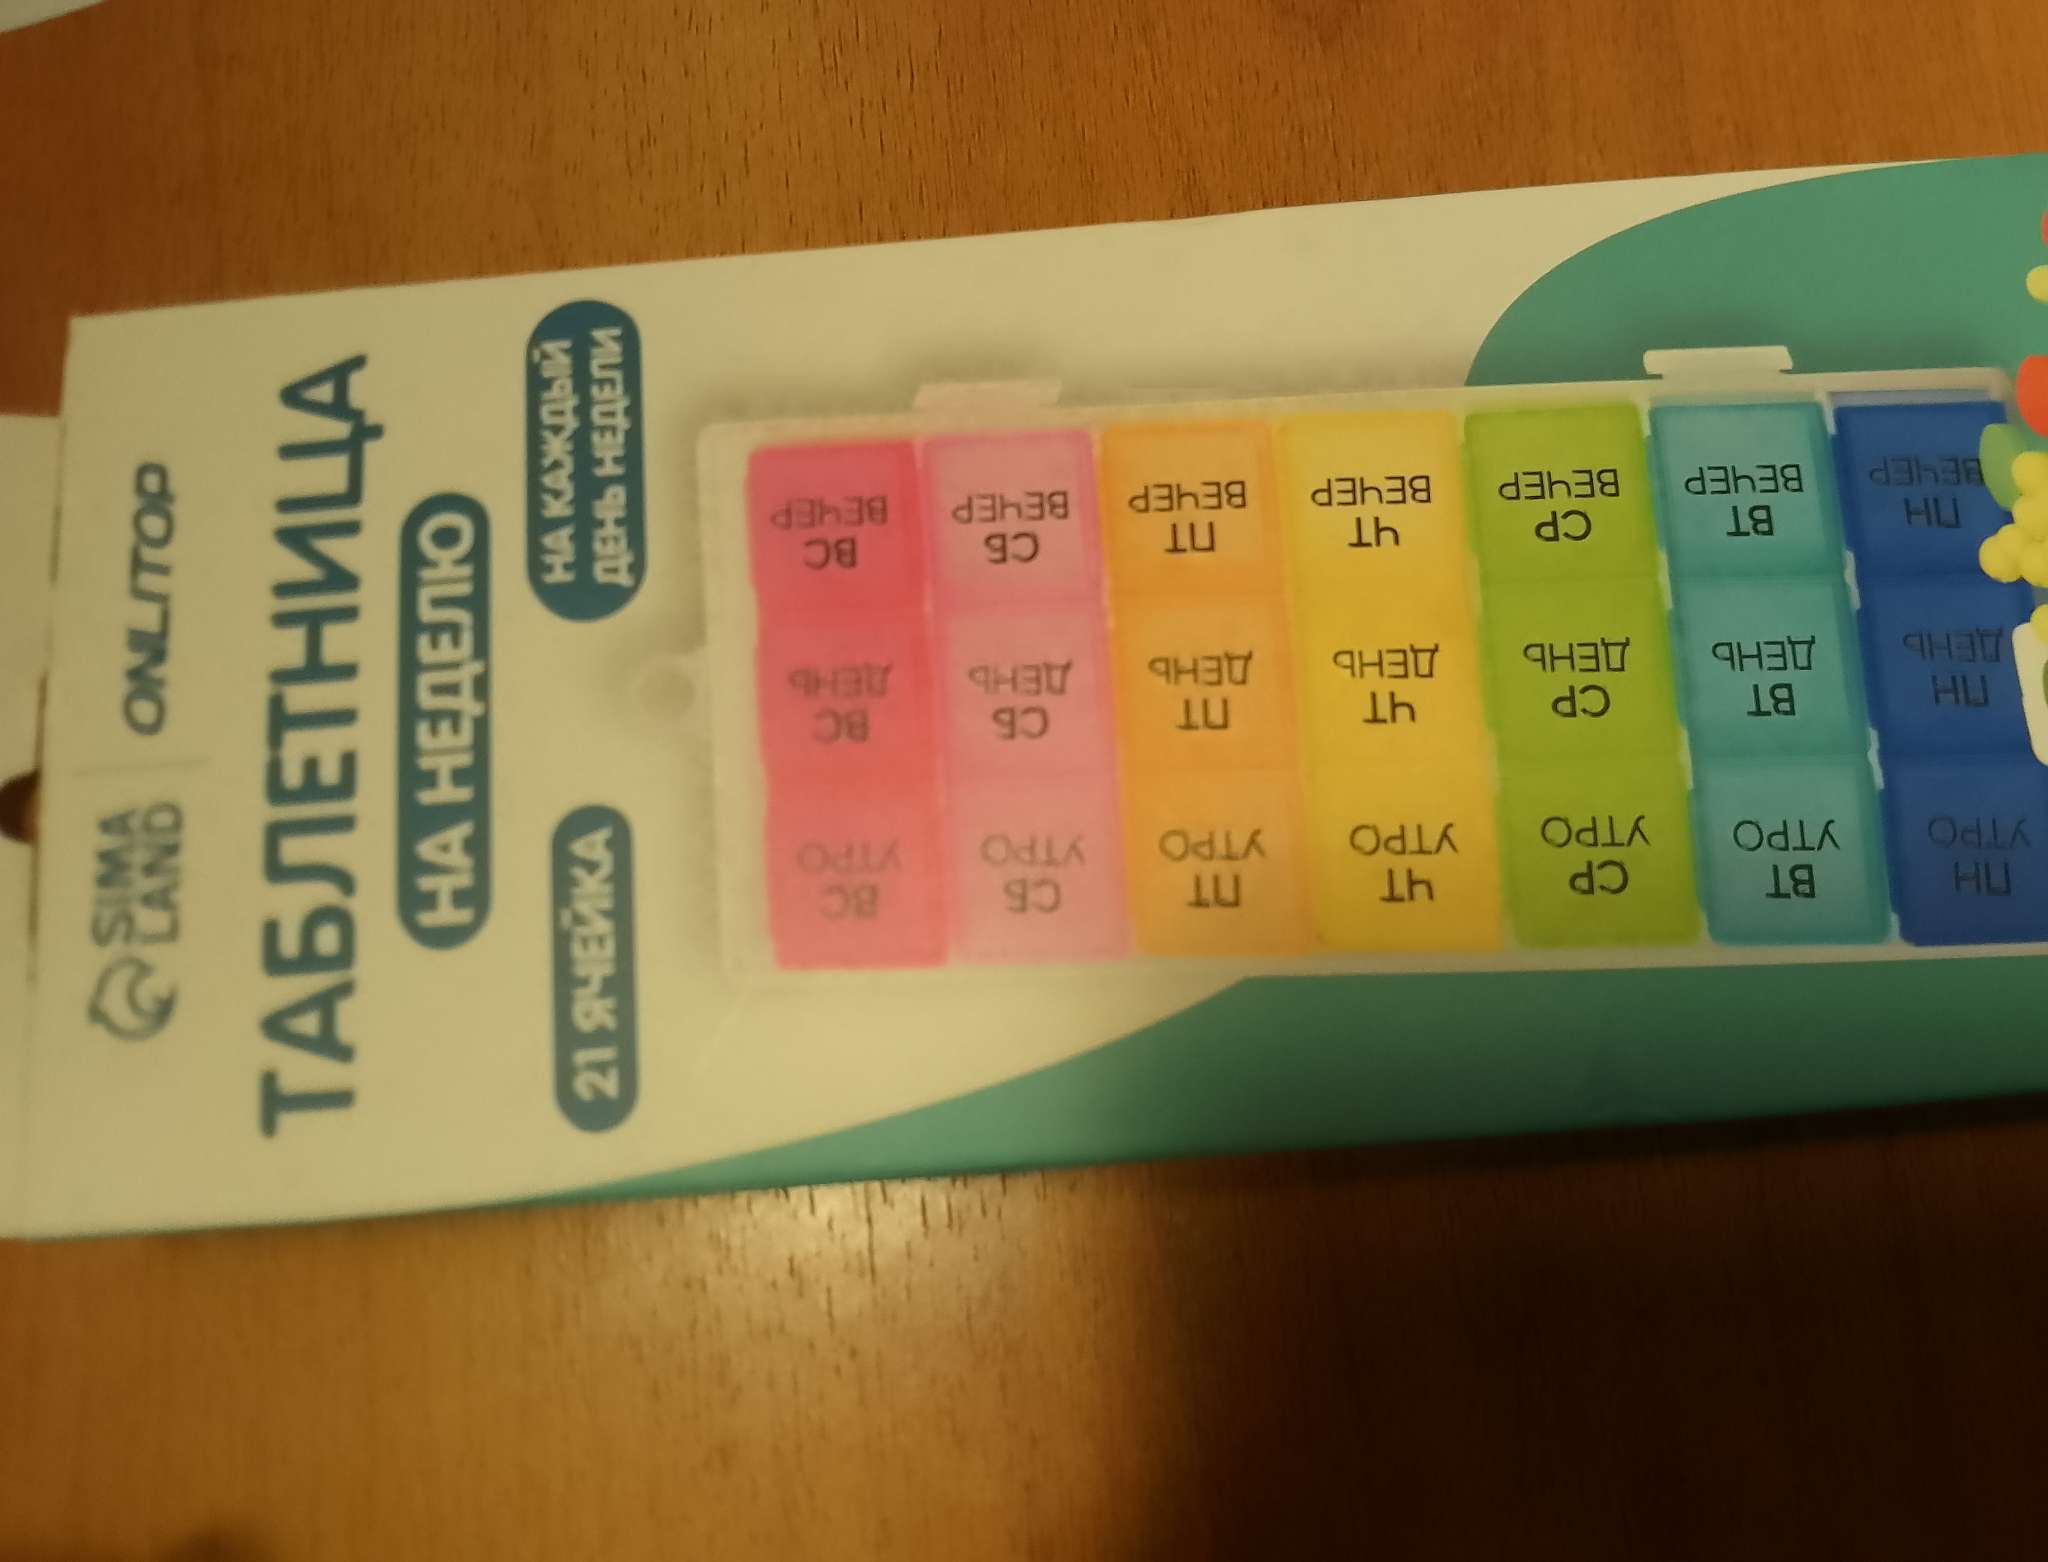 SIMA
LAND
ONLITOP
ТАБЛЕТНИЦА
НА НЕДЕЛЮ
21 ЯЧЕЙКА
НА КАЖДЫЙ
ДЕНЬ НЕДЕЛИ
ПН
УТРО
ВТ
УТРО
СР
УТРО
ЧТ
УТРО
ПТ
УТРО
СБ
УТРО
ВС
УТРО
ПН
ДЕНЬ
ВТ
ДЕНЬ
СР
ДЕНЬ
ЧТ
ДЕНЬ
ПТ
ДЕНЬ
СБ
ДЕНЬ
ВС
ДЕНЬ
ПН
ВЕЧЕР
ВТ
ВЕЧЕР
СР
ВЕЧЕР
ЧТ
ВЕЧЕР
ПТ
ВЕЧЕР
СБ
ВЕЧЕР
ВС
ВЕЧЕР